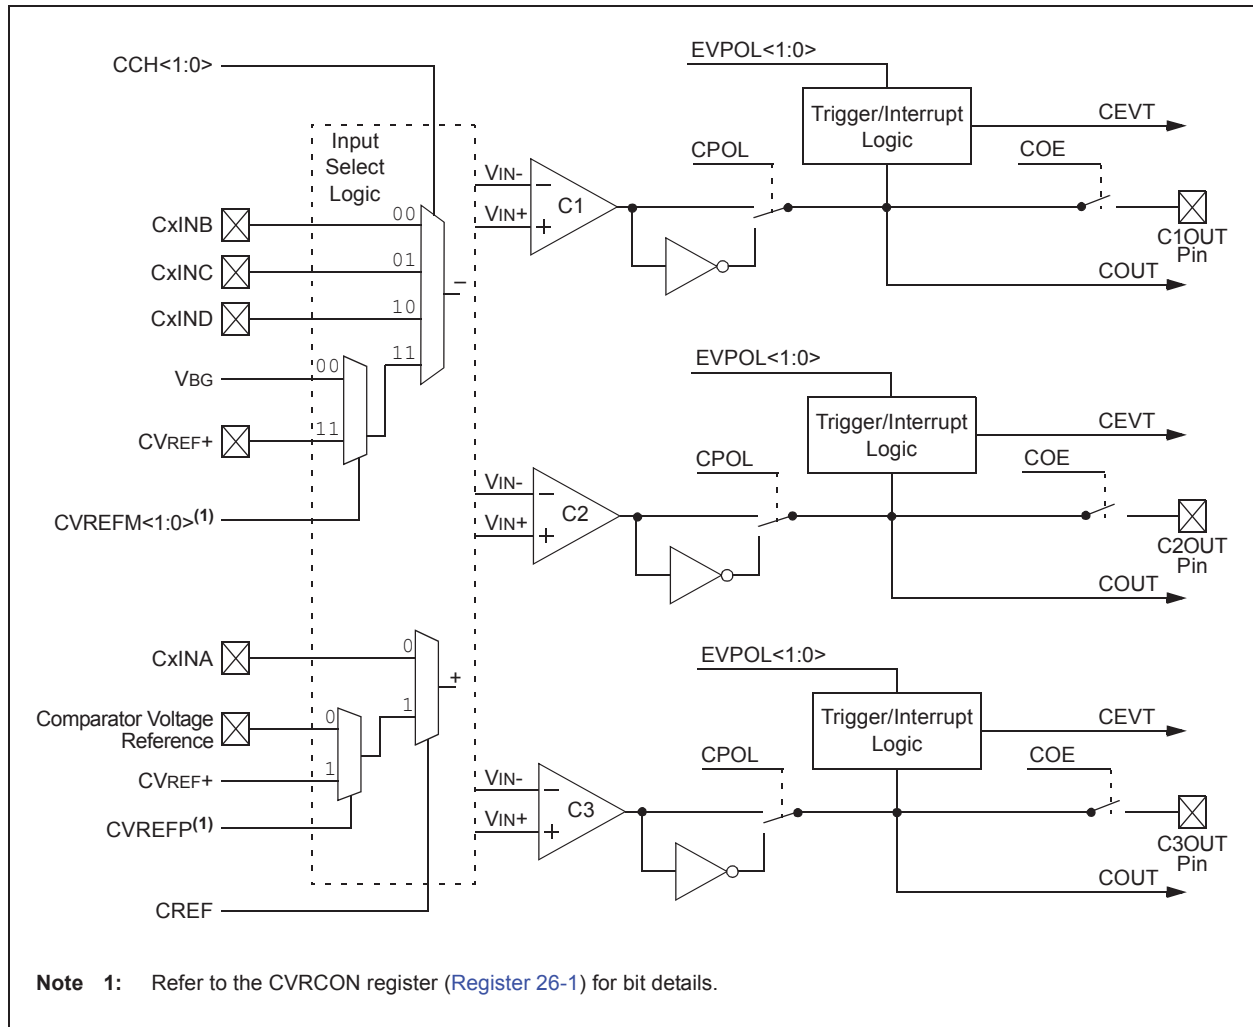 CCH<1:0>
Input
Select
Logic
CxINB
00
CxINC
01
CxIND
10
11
–
VBG
00
CVREF+
11
CVREFM<1:0>(1)
CxINA
0
+
1
Comparator Voltage
Reference
0
CVREF+
1
CVREFP(1)
CREF
EVPOL<1:0>
Trigger/Interrupt
Logic
CEVT
CPOL
COE
VIN-
–
VIN+
+
C1
C1OUT
Pin
COUT
EVPOL<1:0>
Trigger/Interrupt
Logic
CEVT
CPOL
COE
VIN-
–
VIN+
+
C2
C2OUT
Pin
COUT
EVPOL<1:0>
Trigger/Interrupt
Logic
CEVT
CPOL
COE
VIN-
–
VIN+
+
C3
C3OUT
Pin
COUT
Note 1: Refer to the CVRCON register (Register 26-1) for bit details.